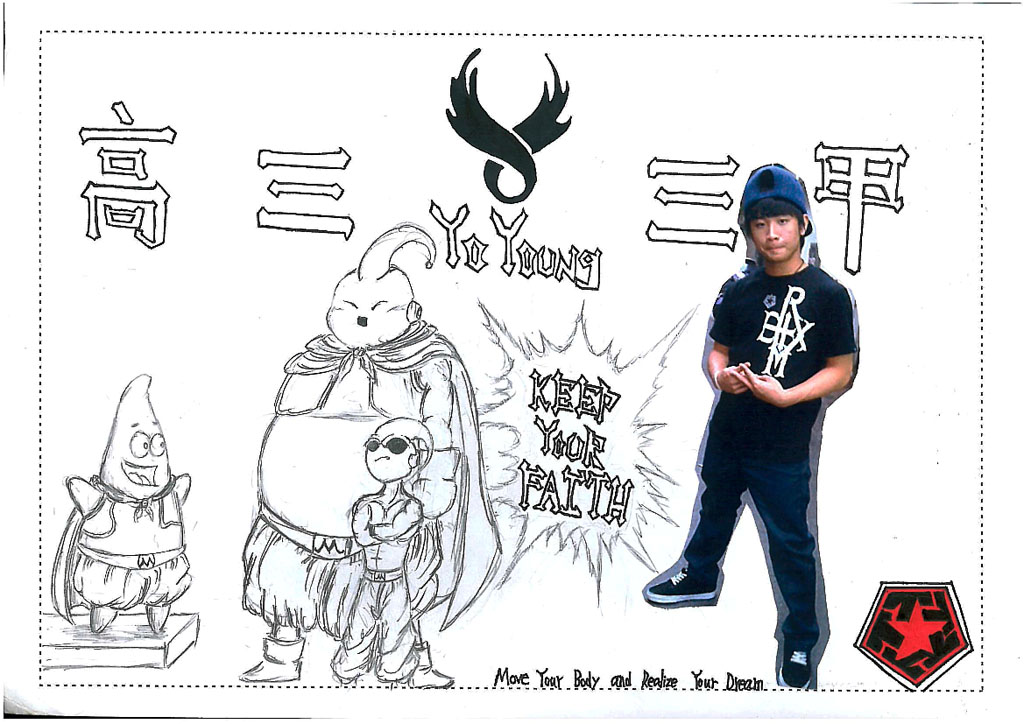 高 三 三 甲
Yo Young
KEEP
YOUR
FAITH
M
M
Move Your Body and Realize Your Dream